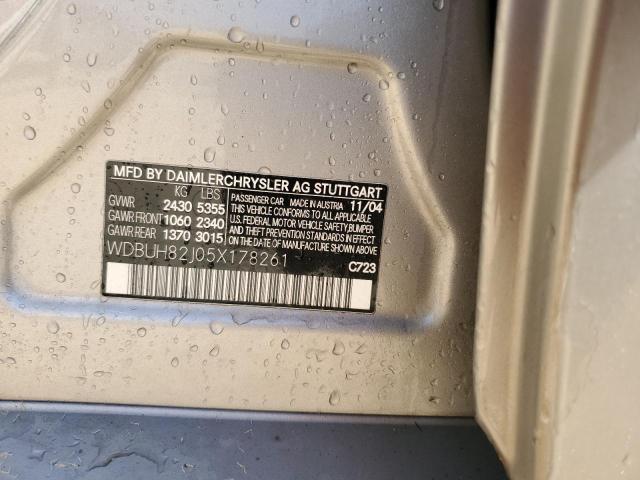 MFD BY DAIMLERCHRYSLER AG STUTTGART
KG LBS PASSENGER CAR MADE IN AUSTRIA 11/04
GVWR 2430 5355 THIS VEHICLE CONFORMS TO ALL APPLICABLE
GAWR FRONT 1060 2340 U.S. FEDERAL MOTOR VEHICLE SAFETY,BUMPER
GAWR REAR 1370 3015 AND THEFT PREVENTION STANDARDS IN EFFECT ON THE DATE OF MANUFACTURE
WDBUH82J05X178261
C723